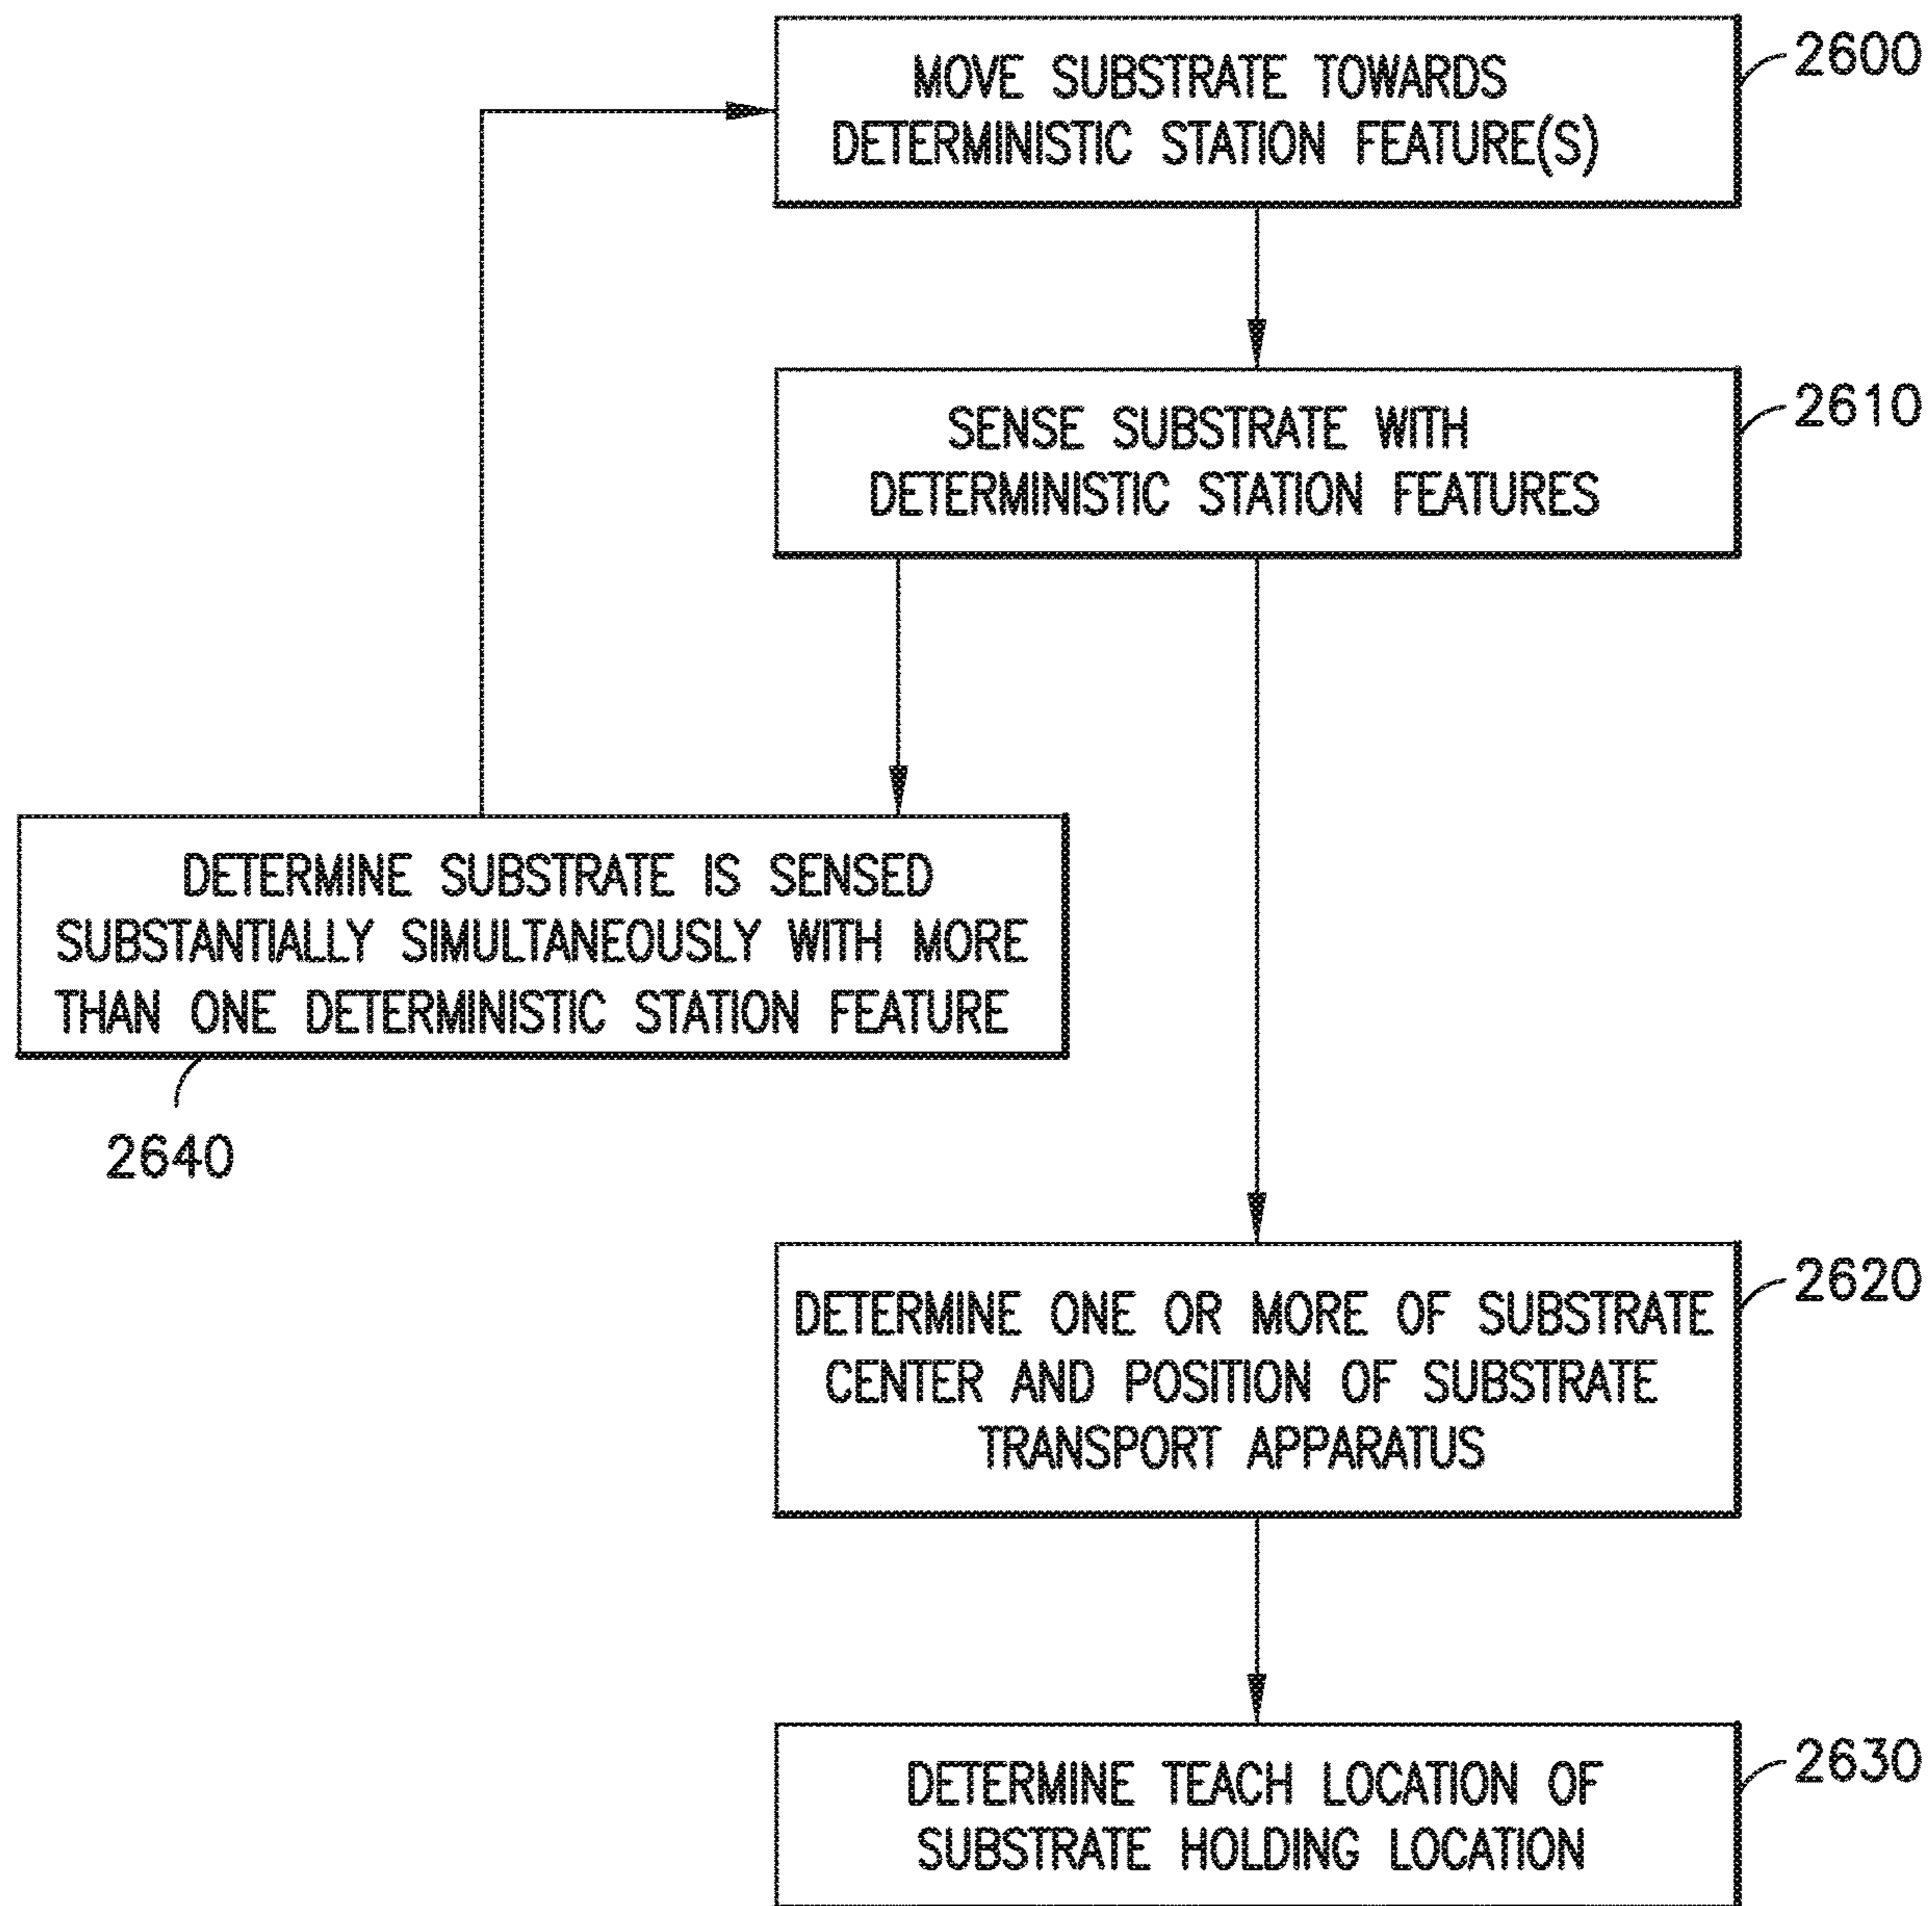 MOVE SUBSTRATE TOWARDS
DETERMINISTIC STATION FEATURE(S)
2600
SENSE SUBSTRATE WITH
DETERMINISTIC STATION FEATURES
2610
DETERMINE SUBSTRATE IS SENSED
SUBSTANTIALLY SIMULTANEOUSLY WITH MORE
THAN ONE DETERMINISTIC STATION FEATURE
2640
DETERMINE ONE OR MORE OF SUBSTRATE
CENTER AND POSITION OF SUBSTRATE
TRANSPORT APPARATUS
2620
DETERMINE TEACH LOCATION OF
SUBSTRATE HOLDING LOCATION
2630